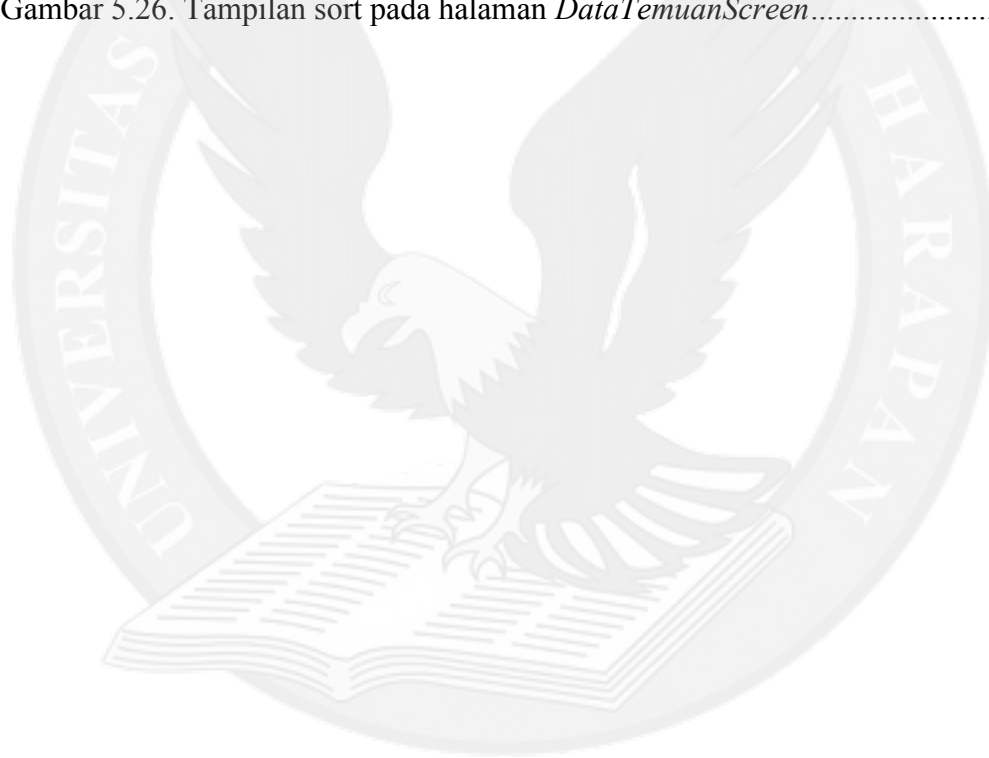 Gambar 5.26. Tampilan sort pada halaman DataTemuanScreen.......................
UNIVERSITAS
HARAPAN